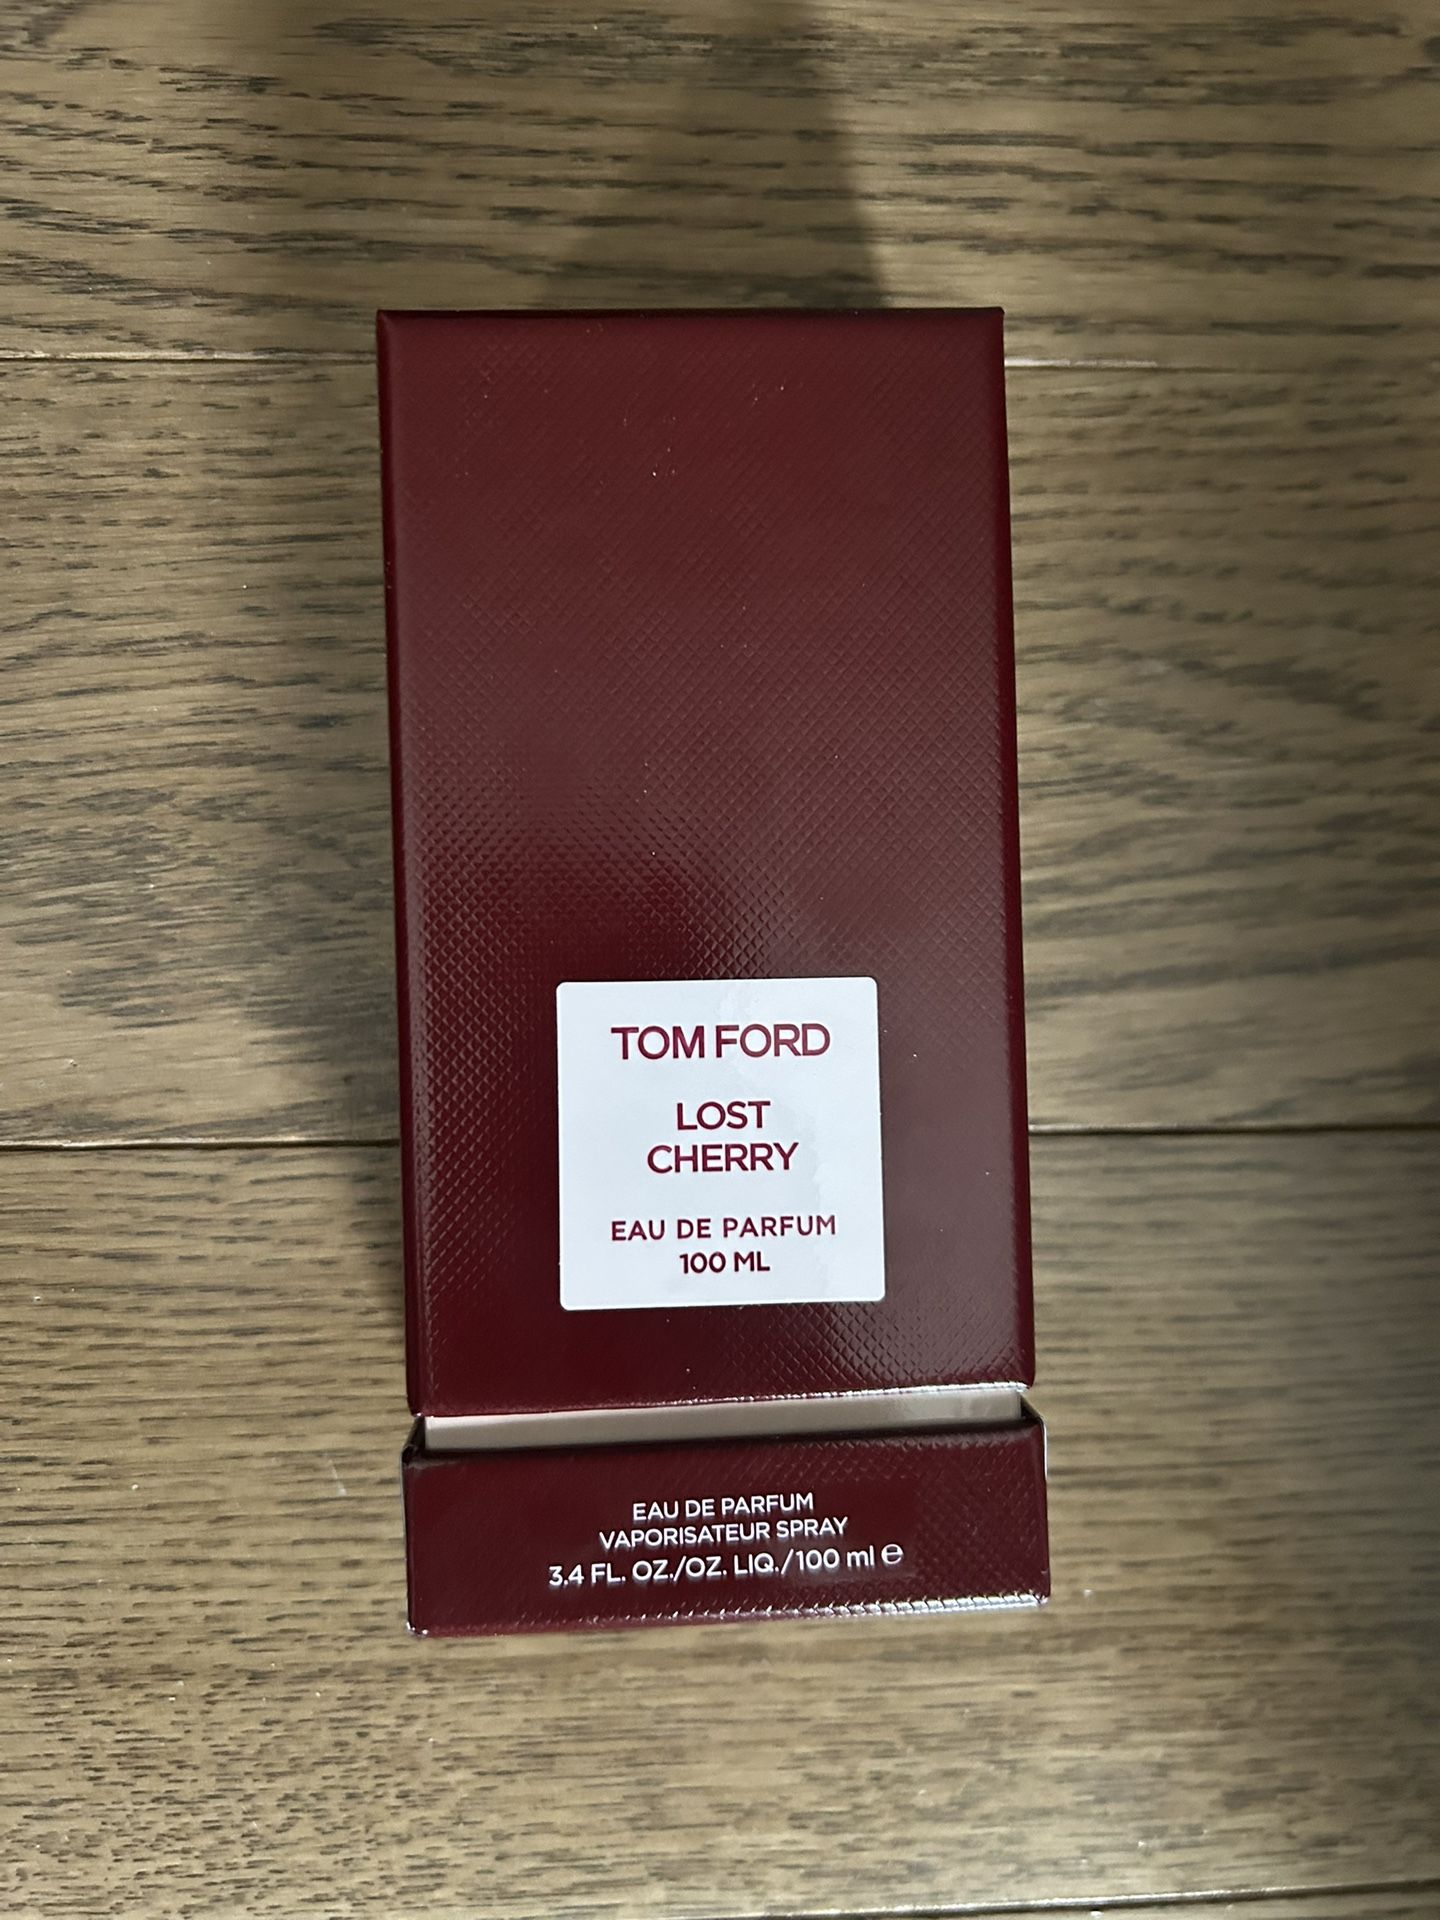 TOM FORD
LOST
CHERRY
EAU DE PARFUM
100 ML
EAU DE PARFUM
VAPORISATEUR SPRAY
3.4 FL. OZ./OZ. LIQ./100 ml ℮